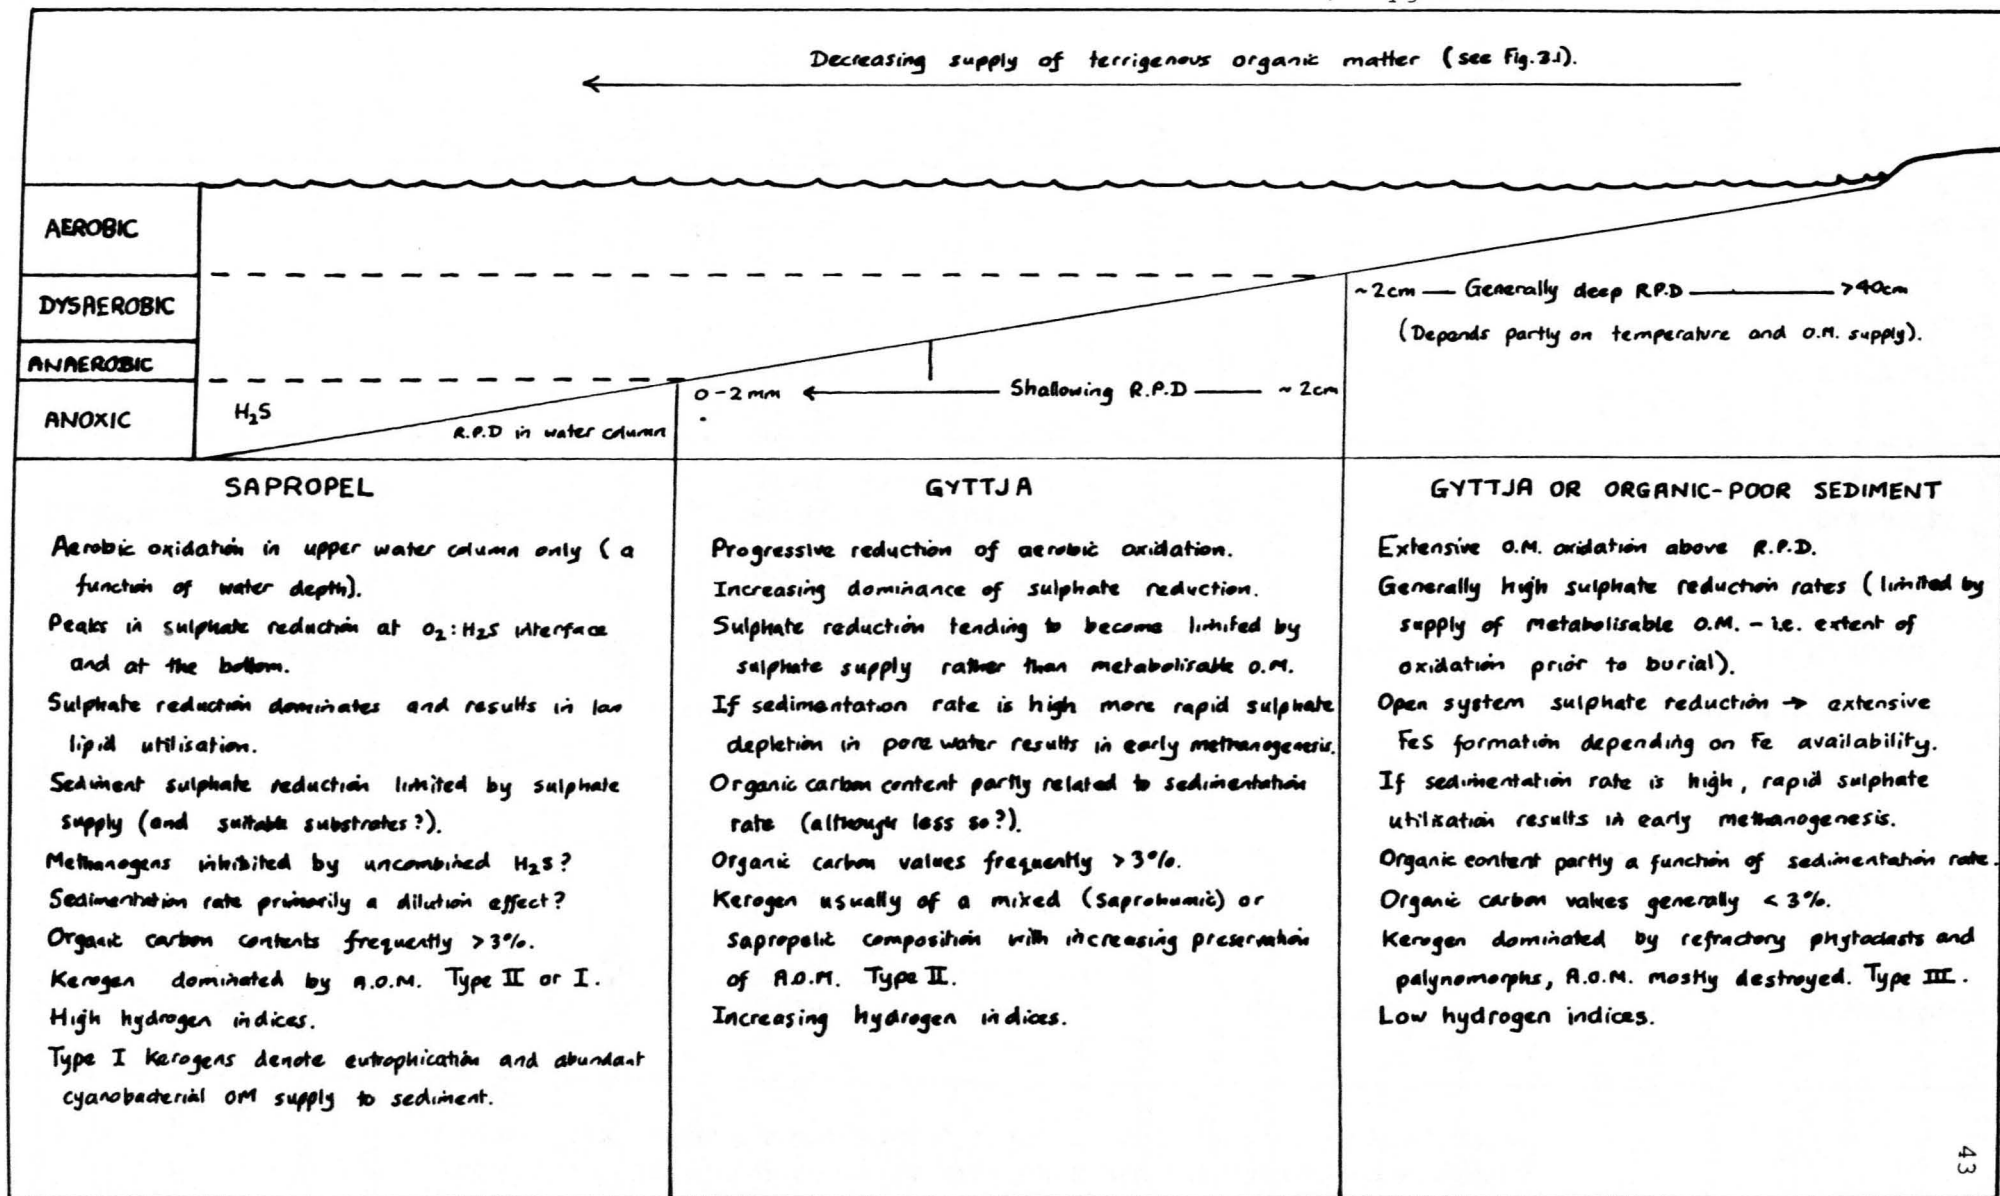 Decreasing supply of terrigenous organic matter (see Fig.3.1).
AEROBIC
DYSAEROBIC
ANAEROBIC
ANOXIC
H₂S
R.P.D in water column
0-2mm
Shallowing R.P.D
~2cm
~2cm — Generally deep R.P.D — >40cm
(Depends partly on temperature and O.M. supply).
SAPROPEL
Aerobic oxidation in upper water column only (a
function of water depth).
Peaks in sulphate reduction at O₂:H₂S interface
and at the bottom.
Sulphate reduction dominates and results in low
lipid utilisation.
Sediment sulphate reduction limited by sulphate
supply (and suitable substrates?).
Methanogens inhibited by uncombined H₂S?
Sedimentation rate primarily a dilution effect?
Organic carbon contents frequently >3%.
Kerogen dominated by A.O.M. Type II or I.
High hydrogen indices.
Type I Kerogens denote eutrophication and abundant
cyanobacterial OM supply to sediment.
GYTTJA
Progressive reduction of aerobic oxidation.
Increasing dominance of sulphate reduction.
Sulphate reduction tending to become limited by
sulphate supply rather than metabolisable O.M.
If sedimentation rate is high more rapid sulphate
depletion in pore water results in early methanogenesis.
Organic carbon content partly related to sedimentation
rate (although less so?).
Organic carbon values frequently >3%.
Kerogen usually of a mixed (Saprohumic) or
sapropelic composition with increasing preservation
of A.O.M. Type II.
Increasing hydrogen indices.
GYTTJA OR ORGANIC-POOR SEDIMENT
Extensive O.M. oxidation above R.P.D.
Generally high sulphate reduction rates (limited by
supply of metabolisable O.M. - i.e. extent of
oxidation prior to burial).
Open system sulphate reduction → extensive
FeS formation depending on Fe availability.
If sedimentation rate is high, rapid sulphate
utilisation results in early methanogenesis.
Organic content partly a function of sedimentation rate.
Organic carbon values generally <3%.
Kerogen dominated by refractory phytoclasts and
palynomorphs, A.O.M. mostly destroyed. Type III.
Low hydrogen indices.
43